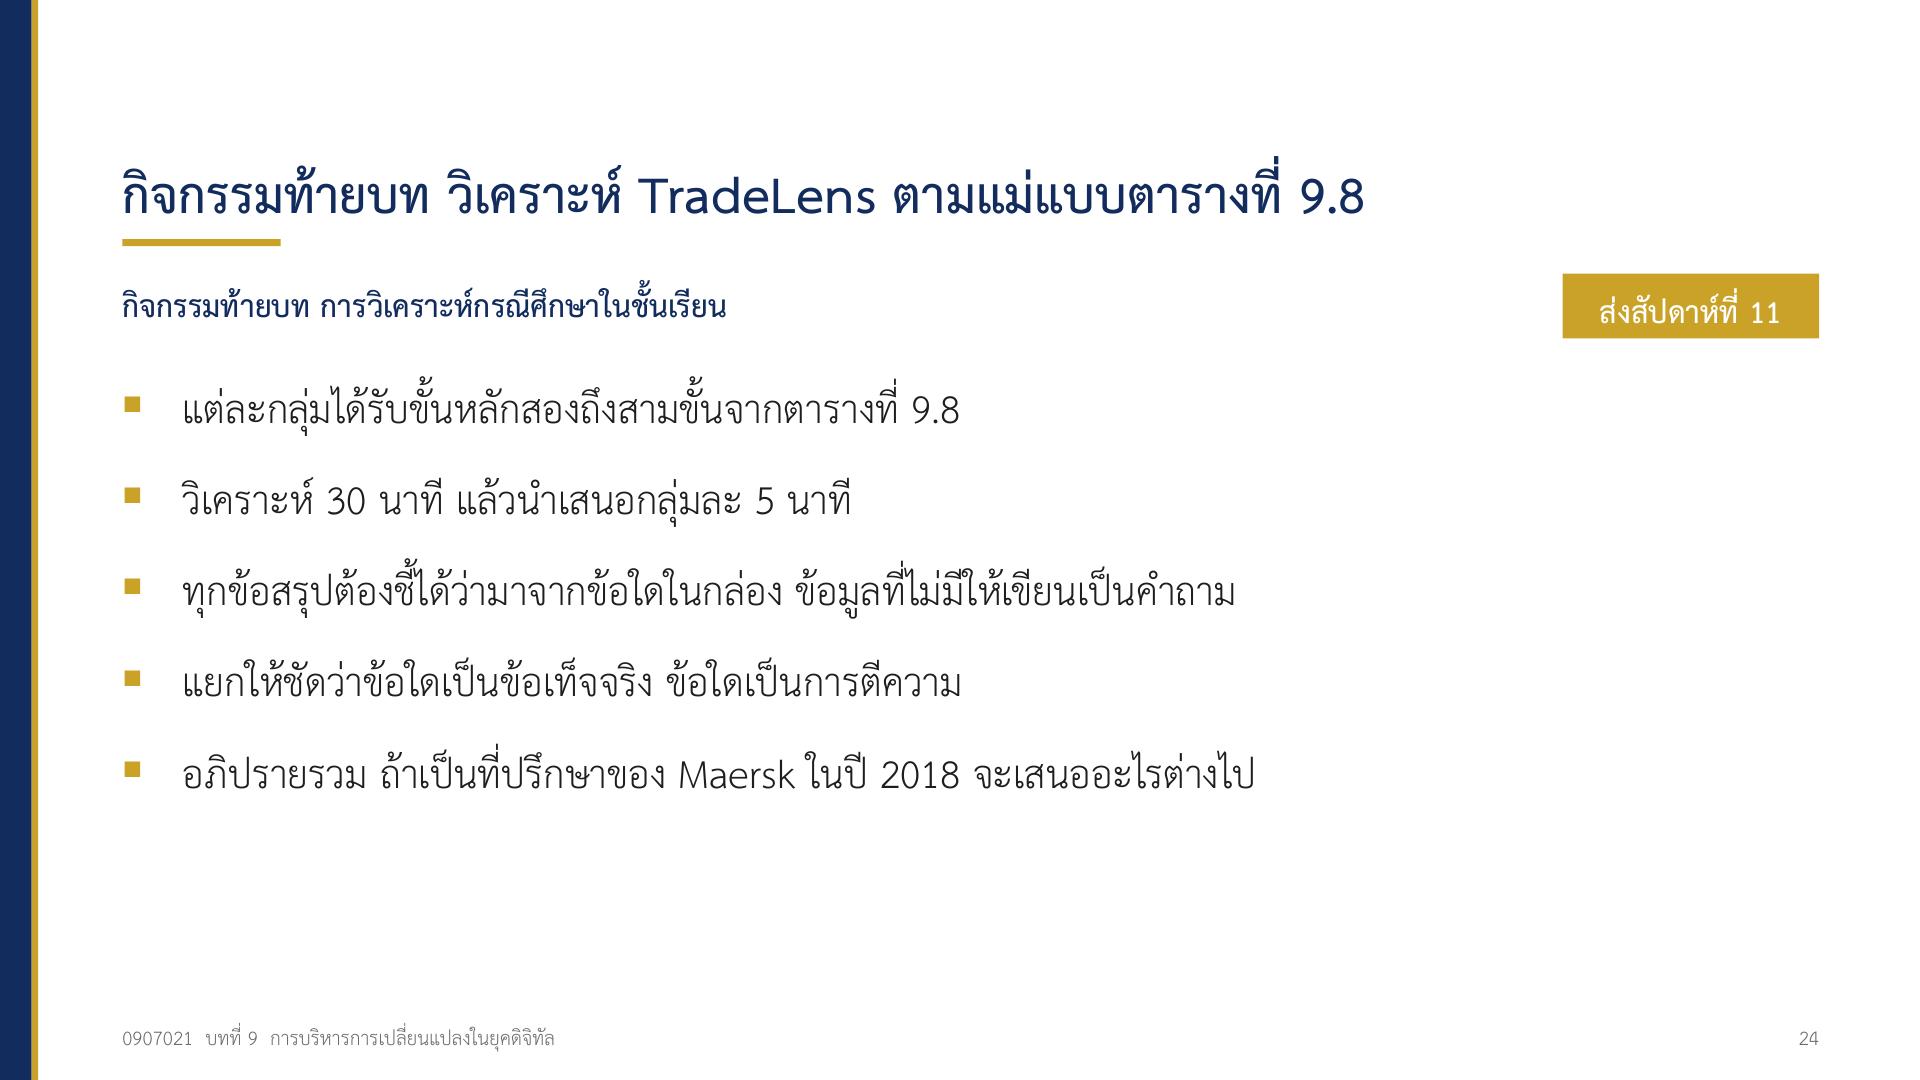 กิจกรรมท้ายบท วิเคราะห์ TradeLens ตามแม่แบบตารางที่ 9.8
กิจกรรมท้ายบท การวิเคราะห์กรณีศึกษาในชั้นเรียน
ส่งสัปดาห์ที่ 11
แต่ละกลุ่มได้รับขั้นหลักสองถึงสามขั้นจากตารางที่ 9.8
วิเคราะห์ 30 นาที แล้วนำเสนอกลุ่มละ 5 นาที
ทุกข้อสรุปต้องชี้ได้ว่ามาจากข้อใดในกล่อง ข้อมูลที่ไม่มีให้เขียนเป็นคำถาม
แยกให้ชัดว่าข้อใดเป็นข้อเท็จจริง ข้อใดเป็นการตีความ
อภิปรายรวม ถ้าเป็นที่ปรึกษาของ Maersk ในปี 2018 จะเสนออะไรต่างไป
0907021 บทที่ 9 การบริหารการเปลี่ยนแปลงในยุคดิจิทัล
24